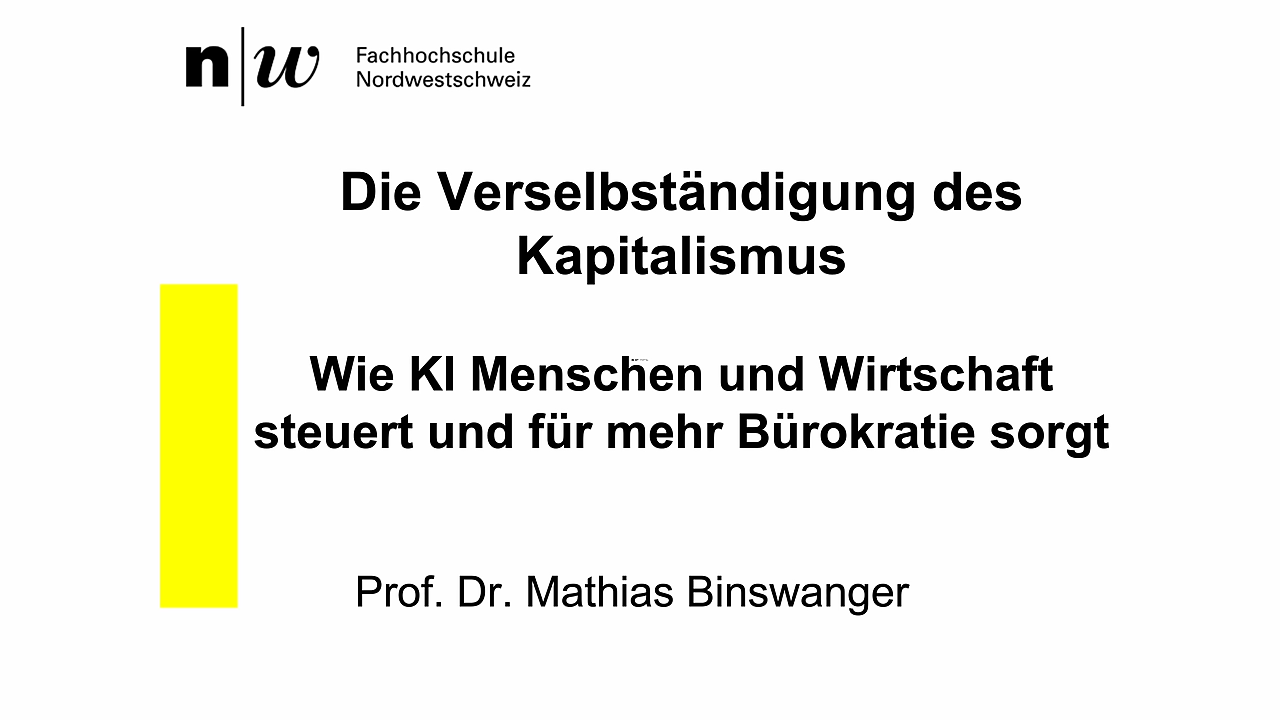 n|w Fachhochschule
Nordwestschweiz
Die Verselbständigung des
Kapitalismus
Wie KI Menschen und Wirtschaft
steuert und für mehr Bürokratie sorgt
Prof. Dr. Mathias Binswanger